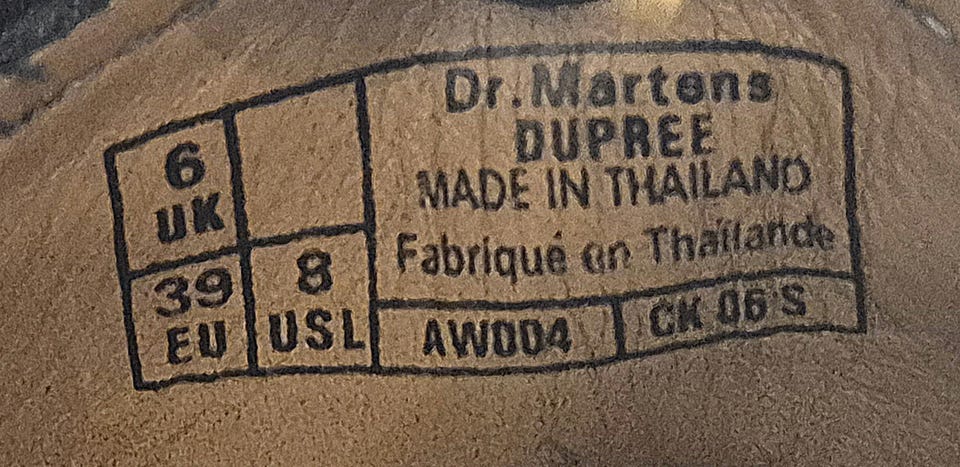 6
UK
39
EU
8
USL
Dr. Martens
DUPREE
MADE IN THAILAND
Fabriqué en Thaïlande
AW004
CK 06 S